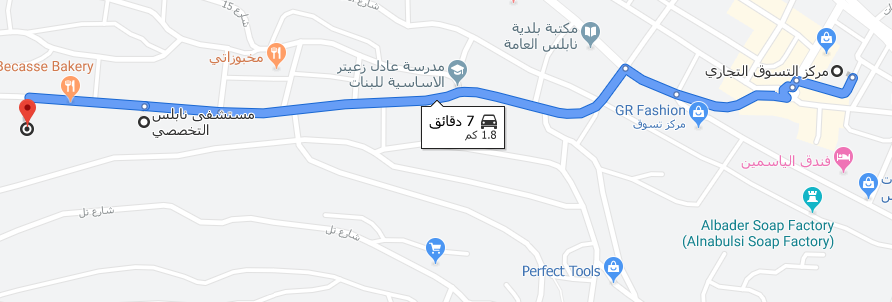 شارع 15
مكتبة بلدية
نابلس العامة
مخبوزاتي
Becasse Bakery
مدرسة عادل زعيتر
الاساسية للبنات
مركز التسوق التجاري
مستشفى نابلس
التخصصي
7 دقائق
1.8 كم
GR Fashion
مركز تسوق
فندق الياسمين
Albader Soap Factory
(Alnabulsi Soap Factory)
شارع تل
شارع تل
Perfect Tools